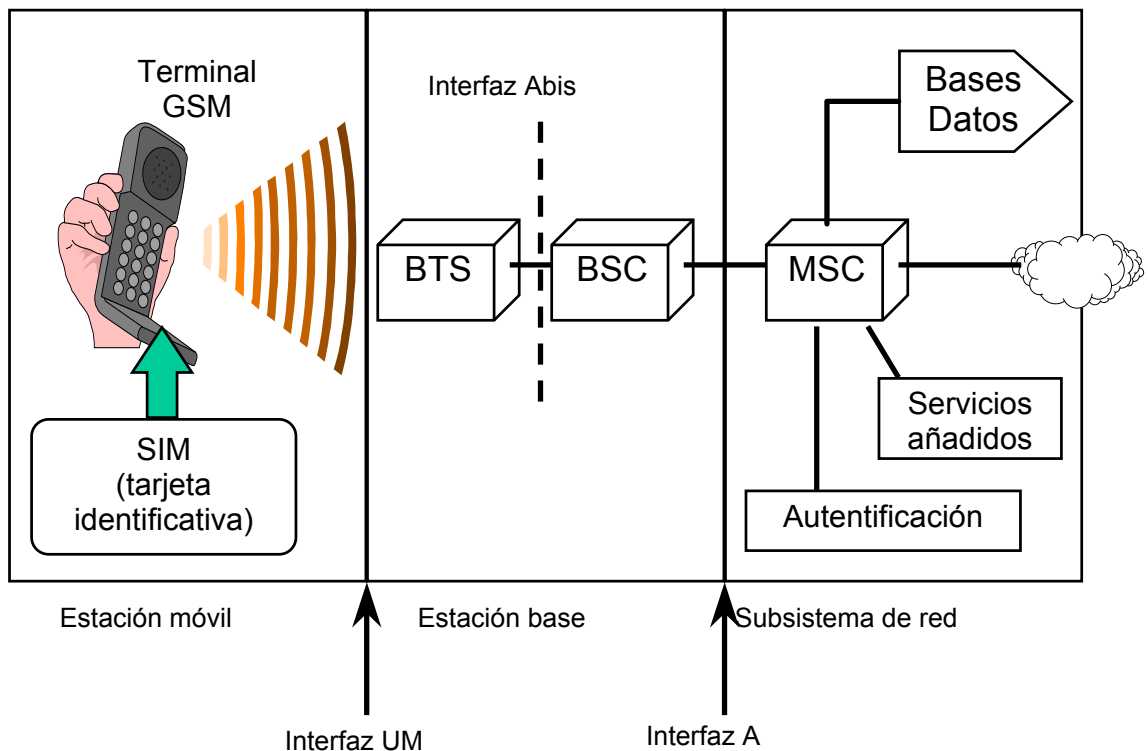 Terminal
GSM
Interfaz Abis
Bases
Datos
BTS
BSC
MSC
SIM
(tarjeta
identificativa)
Servicios
añadidos
Autentificación
Estación móvil
Estación base
Subsistema de red
Interfaz UM
Interfaz A